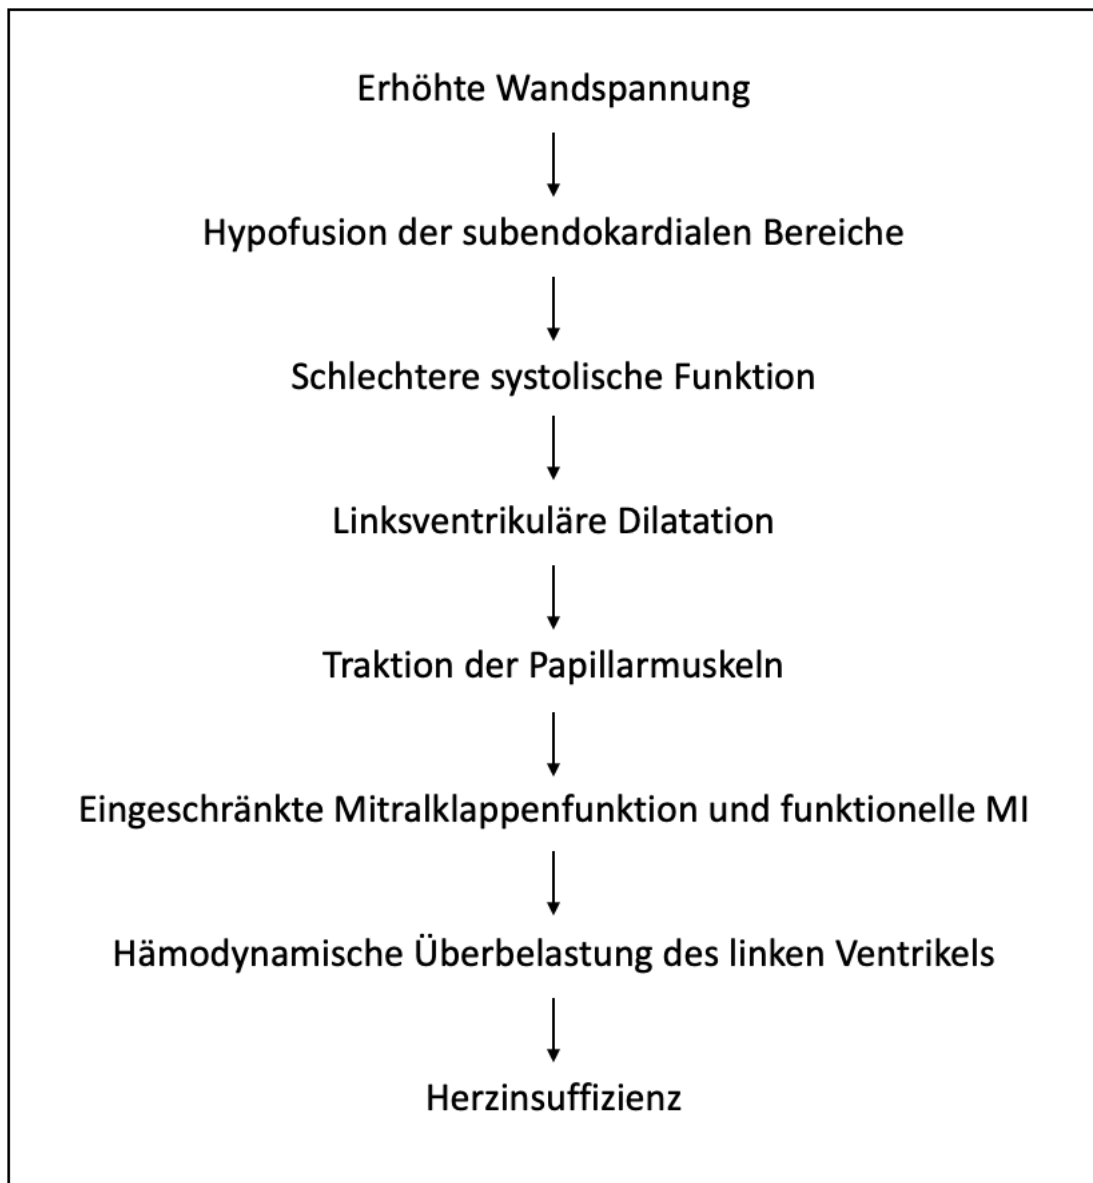 Erhöhte Wandspannung
Hypofusion der subendokardialen Bereiche
Schlechtere systolische Funktion
Linksventrikuläre Dilatation
Traktion der Papillarmuskeln
Eingeschränkte Mitralklappenfunktion und funktionelle MI
Hämodynamische Überbelastung des linken Ventrikels
Herzinsuffizienz